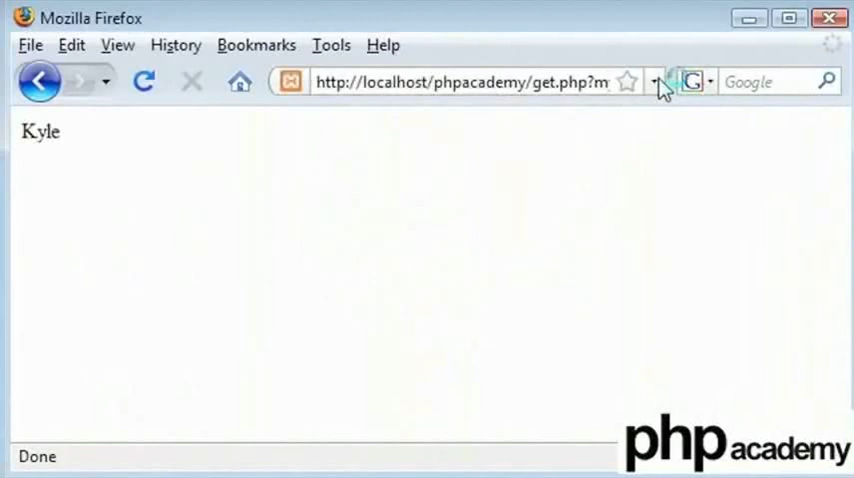 Mozilla Firefox
File Edit View History Bookmarks Tools Help
http://localhost/phpacademy/get.php?m G Google
Kyle
Done
php academy